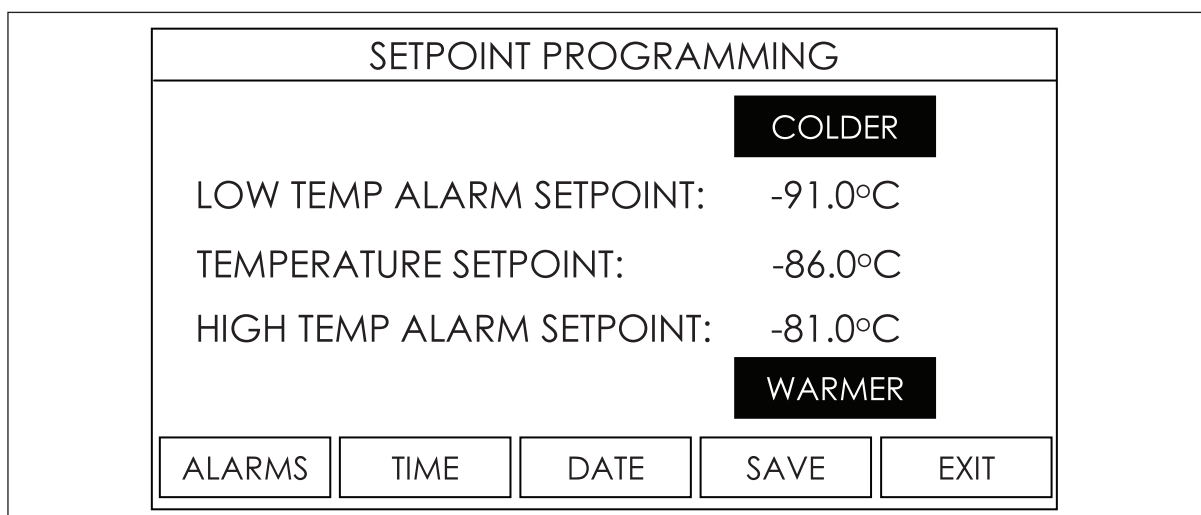 SETPOINT PROGRAMMING
COLDER
LOW TEMP ALARM SETPOINT: -91.0°C
TEMPERATURE SETPOINT: -86.0°C
HIGH TEMP ALARM SETPOINT: -81.0°C
WARMER
ALARMS TIME DATE SAVE EXIT